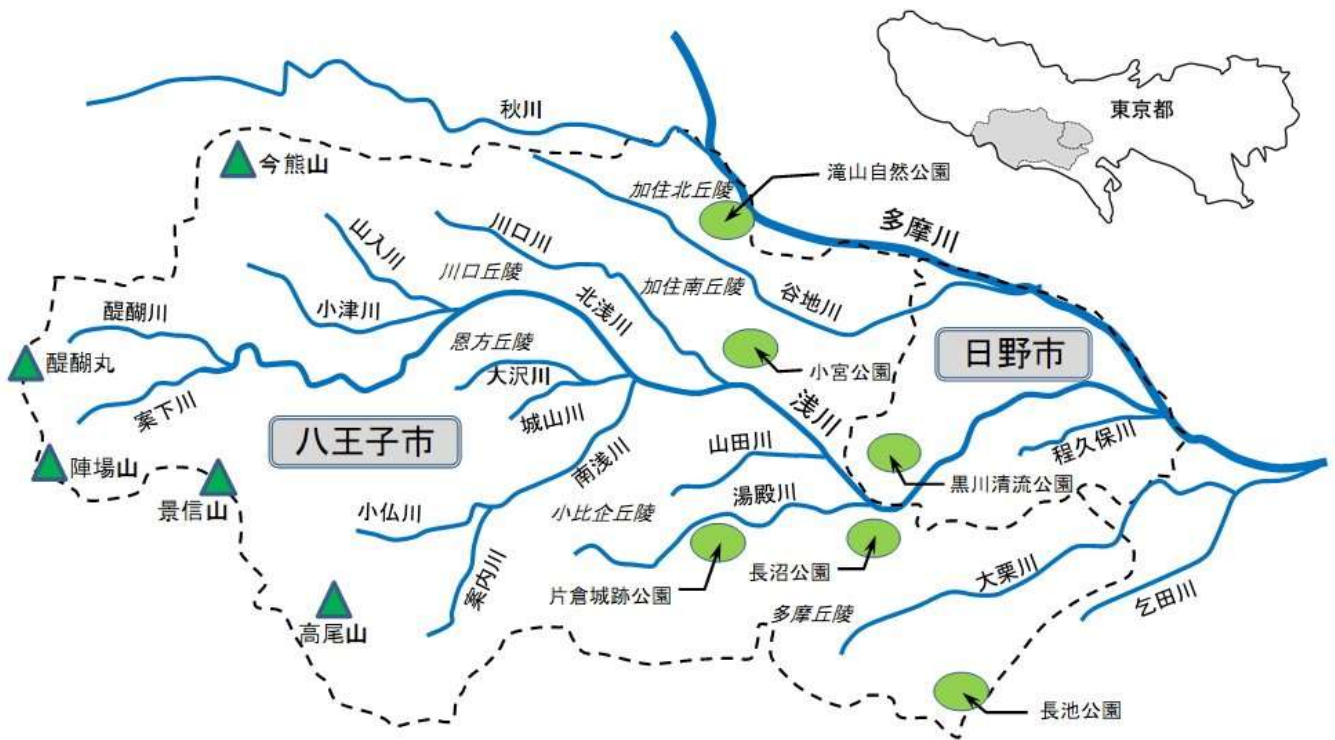 秋川
東京都
今熊山
滝山自然公園
加住北丘陵
多摩川
山入川
川口川
川口丘陵
加住南丘陵
谷地川
醍醐川
小津川
北浅川
恩方丘陵
日野市
醍醐丸
小宮公園
大沢川
案下川
浅川
城山川
八王子市
山田川
程久保川
陣場山
南浅川
黒川清流公園
景信山
湯殿川
小仏川
小比企丘陵
長沼公園
大栗川
案内川
片倉城跡公園
乞田川
多摩丘陵
高尾山
長池公園